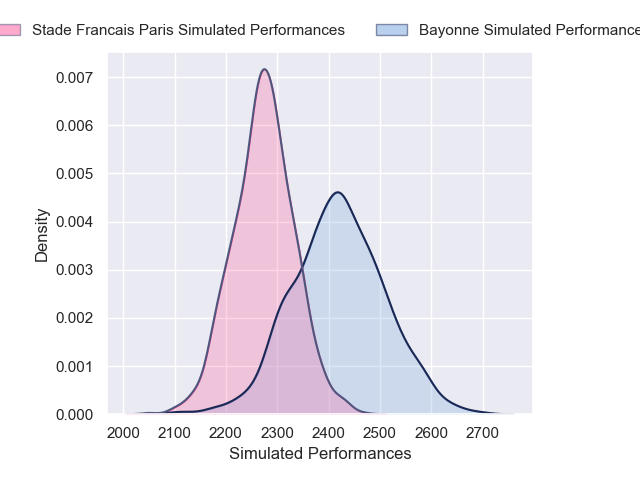 Stade Francais Paris Simulated Performances
Bayonne Simulated Performance
0.007
0.006
0.005
0.004
0.003
0.002
0.001
0.000
Density
2000 2100 2200 2300 2400 2500 2600 2700
Simulated Performances